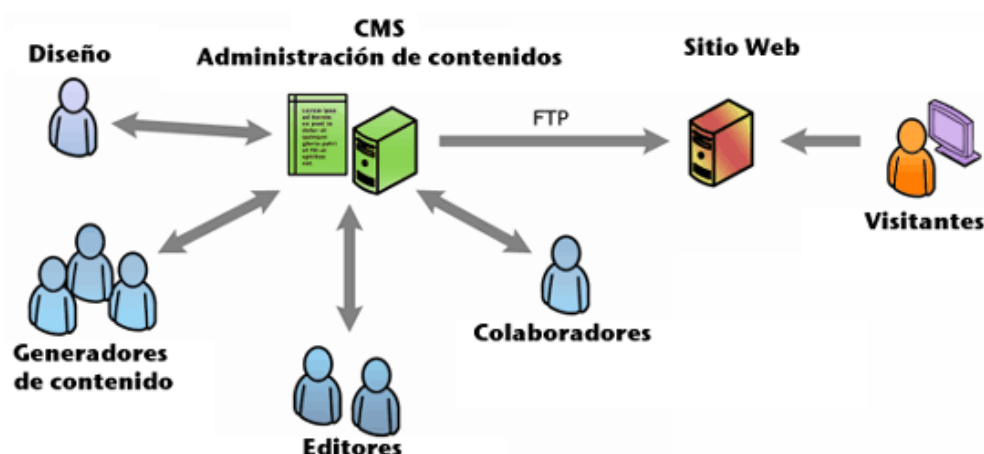 CMS
Administración de contenidos
Diseño
Sitio Web
FTP
Visitantes
Colaboradores
Generadores
de contenido
Editores